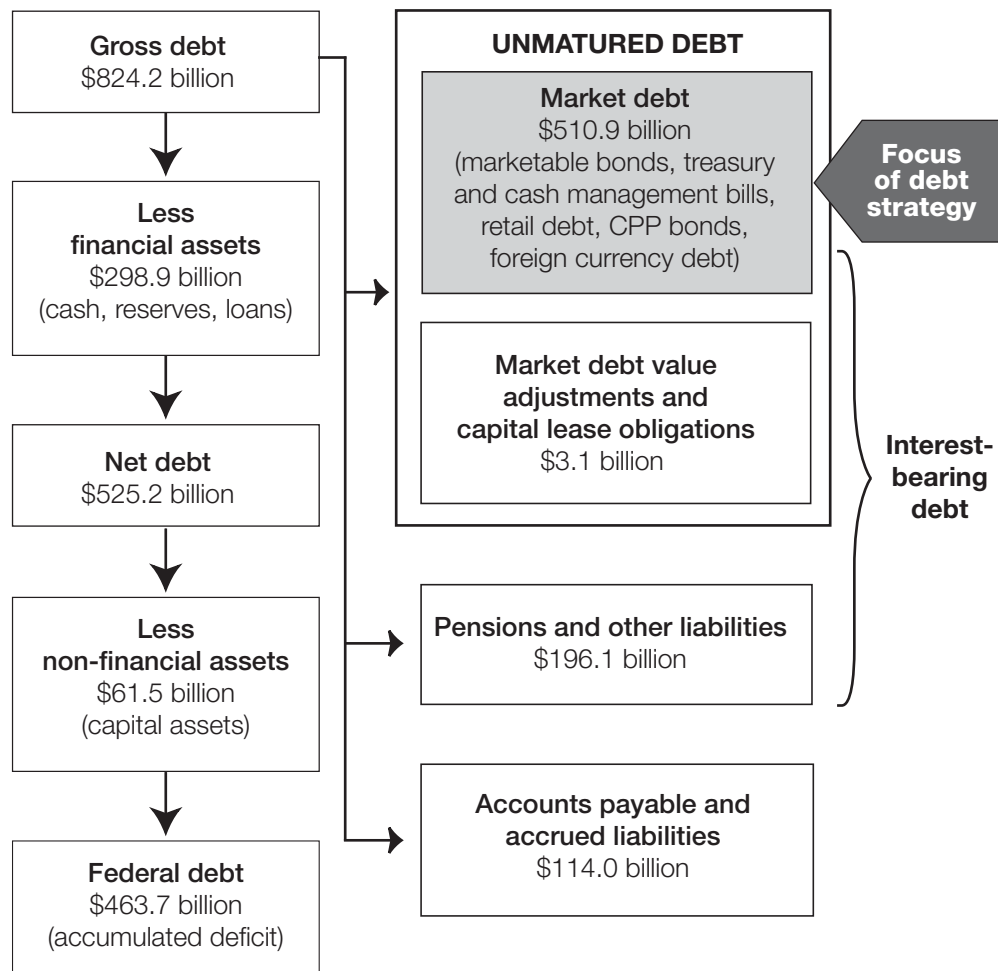 Gross debt
$824.2 billion
Less
financial assets
$298.9 billion
(cash, reserves, loans)
Net debt
$525.2 billion
Less
non-financial assets
$61.5 billion
(capital assets)
Federal debt
$463.7 billion
(accumulated deficit)
UNMATURED DEBT
Market debt
$510.9 billion
(marketable bonds, treasury
and cash management bills,
retail debt, CPP bonds,
foreign currency debt)
Market debt value
adjustments and
capital lease obligations
$3.1 billion
Pensions and other liabilities
$196.1 billion
Accounts payable and
accrued liabilities
$114.0 billion
Focus
of debt
strategy
Interest-
bearing
debt